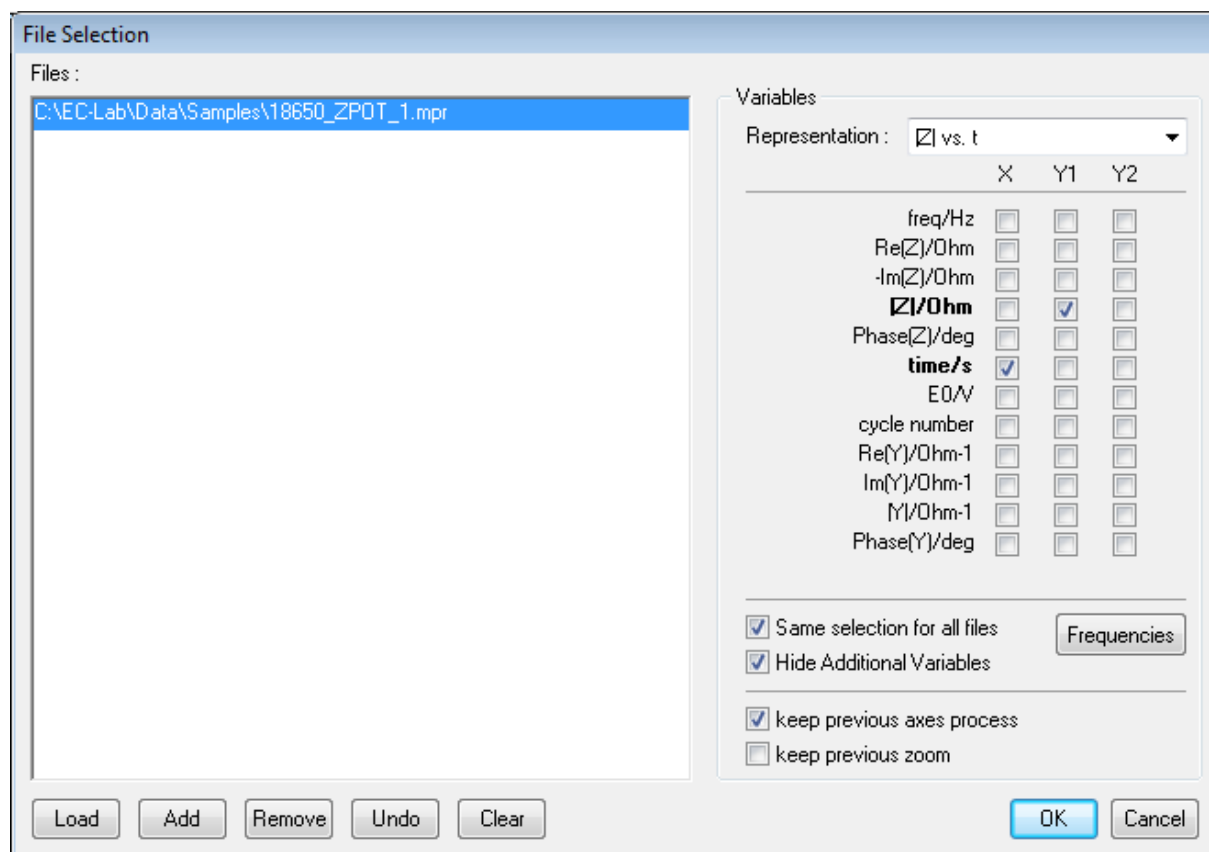 File Selection
Files :
C:\EC-Lab\Data\Samples\18650_ZPOT_1.mpr
Variables
Representation : |Z| vs. t
X Y1 Y2
freq/Hz
Re(Z)/Ohm
-Im(Z)/Ohm
|Z|/Ohm
Phase(Z)/deg
time/s
E0/V
cycle number
Re(Y)/Ohm-1
Im(Y)/Ohm-1
|Y|/Ohm-1
Phase(Y)/deg
Same selection for all files
Frequencies
Hide Additional Variables
keep previous axes process
keep previous zoom
Load Add Remove Undo Clear OK Cancel